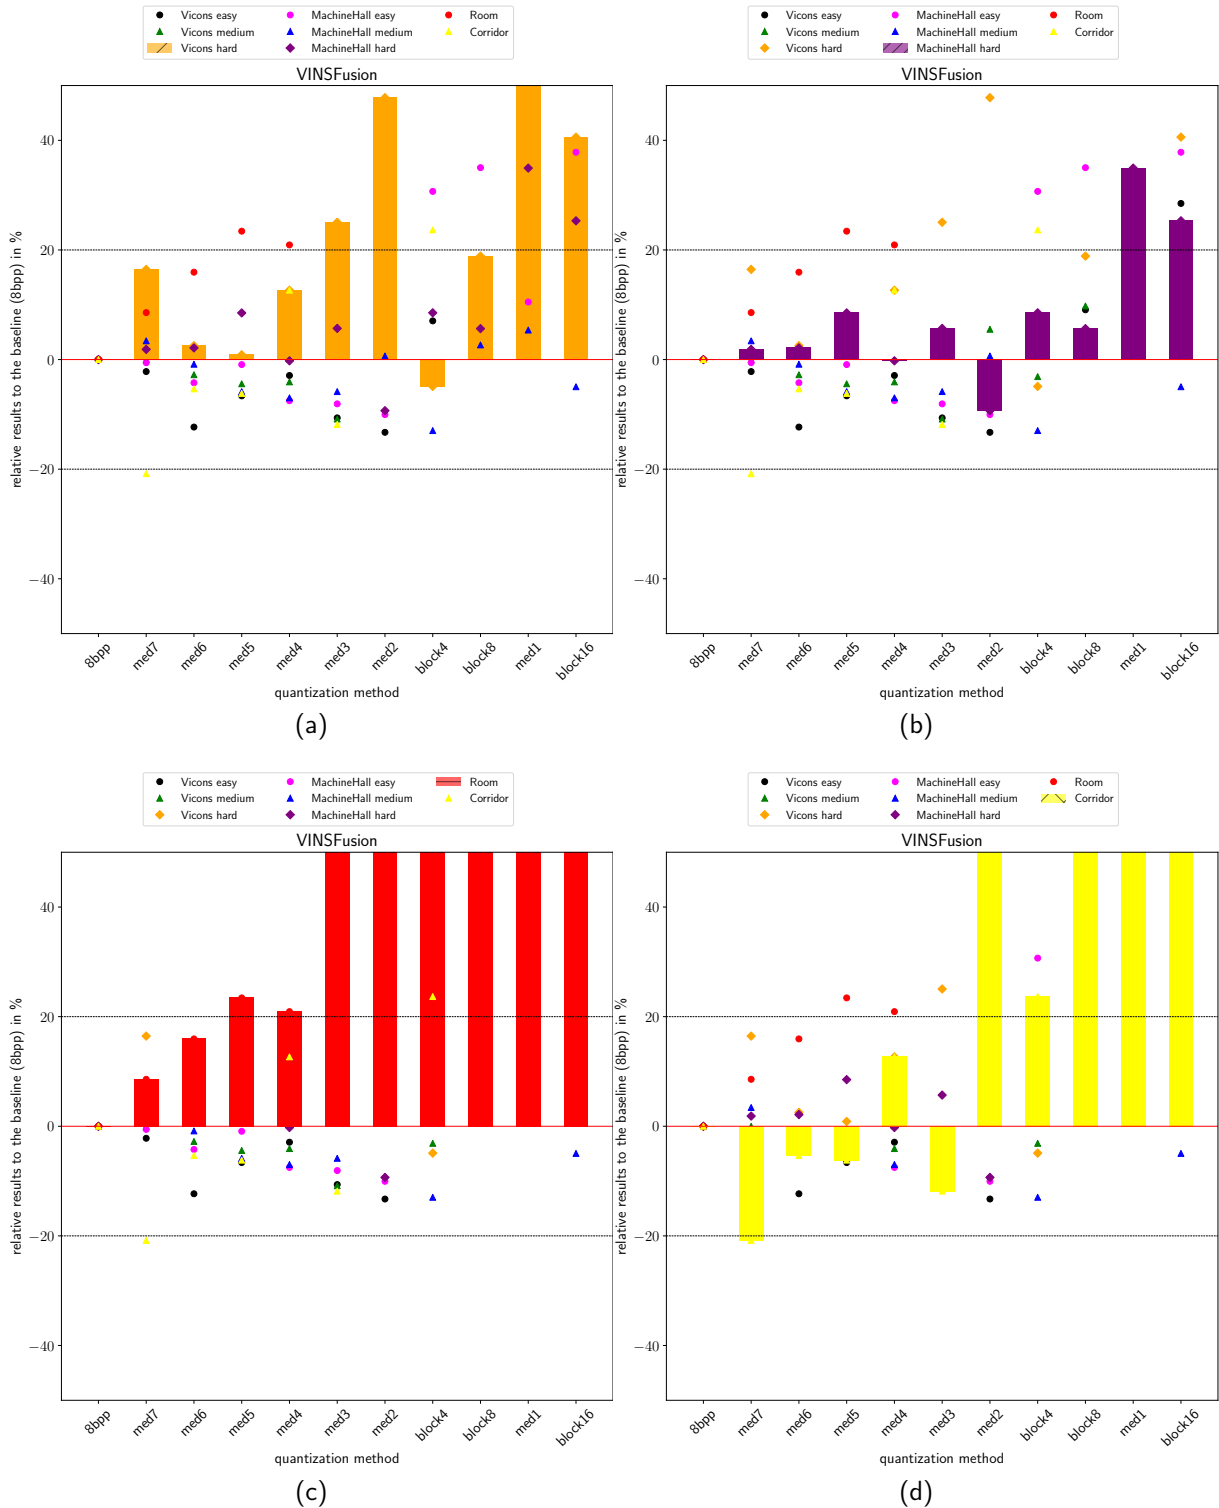 Vicons easy MachineHall easy Room
Vicons medium MachineHall medium Corridor
Vicons hard MachineHall hard
VINSFusion
40
20
0
−20
−40
relative results to the baseline (8bpp) in %
8bpp med7 med6 med5 med4 med3 med2 block4 block8 med1 block16
quantization method
(a)
Vicons easy MachineHall easy Room
Vicons medium MachineHall medium Corridor
Vicons hard MachineHall hard
VINSFusion
40
20
0
−20
−40
relative results to the baseline (8bpp) in %
8bpp med7 med6 med5 med4 med3 med2 block4 block8 med1 block16
quantization method
(b)
Vicons easy MachineHall easy Room
Vicons medium MachineHall medium Corridor
Vicons hard MachineHall hard
VINSFusion
40
20
0
−20
−40
relative results to the baseline (8bpp) in %
8bpp med7 med6 med5 med4 med3 med2 block4 block8 med1 block16
quantization method
(c)
Vicons easy MachineHall easy Room
Vicons medium MachineHall medium Corridor
Vicons hard MachineHall hard
VINSFusion
40
20
0
−20
−40
relative results to the baseline (8bpp) in %
8bpp med7 med6 med5 med4 med3 med2 block4 block8 med1 block16
quantization method
(d)